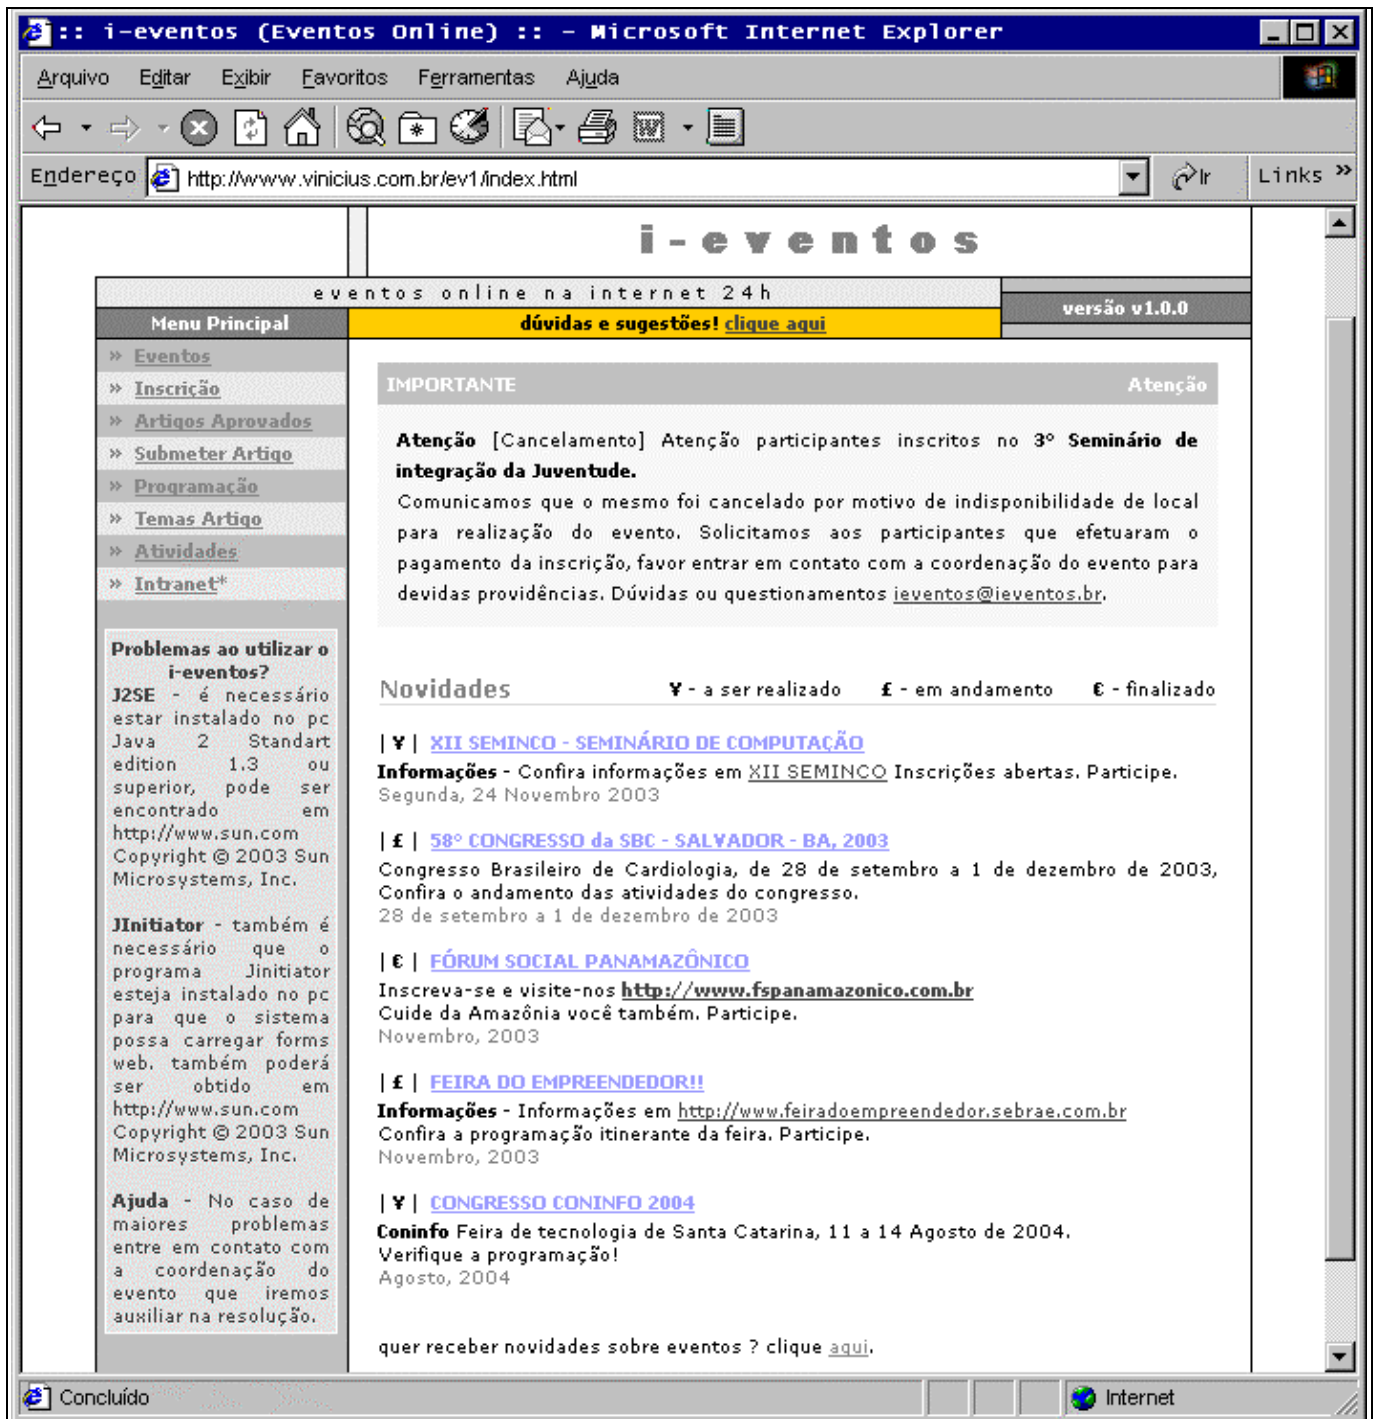 :: i-eventos (Eventos Online) :: - Microsoft Internet Explorer
Arquivo Editar Exibir Favoritos Ferramentas Ajuda
Endereço http://www.vinicius.com.br/ev1/index.html Ir Links »
i-eventos
eventos online na internet 24h
versão v1.0.0
Menu Principal
dúvidas e sugestões! clique aqui
» Eventos
» Inscrição
» Artigos Aprovados
» Submeter Artigo
» Programação
» Temas Artigo
» Atividades
» Intranet*
Problemas ao utilizar o
i-eventos?
J2SE - é necessário
estar instalado no pc
Java 2 Standart
edition 1.3 ou
superior, pode ser
encontrado em
http://www.sun.com
Copyright © 2003 Sun
Microsystems, Inc.
JInitiator - também é
necessário que o
programa Jinitiator
esteja instalado no pc
para que o sistema
possa carregar forms
web. também poderá
ser obtido em
http://www.sun.com
Copyright © 2003 Sun
Microsystems, Inc.
Ajuda - No caso de
maiores problemas
entre em contato com
a coordenação do
evento que iremos
auxiliar na resolução.
IMPORTANTE Atenção
Atenção [Cancelamento] Atenção participantes inscritos no 3º Seminário de
integração da Juventude.
Comunicamos que o mesmo foi cancelado por motivo de indisponibilidade de local
para realização do evento. Solicitamos aos participantes que efetuaram o
pagamento da inscrição, favor entrar em contato com a coordenação do evento para
devidas providências. Dúvidas ou questionamentos ieventos@ieventos.br.
Novidades ¥ - a ser realizado £ - em andamento € - finalizado
| ¥ | XII SEMINCO - SEMINÁRIO DE COMPUTAÇÃO
Informações - Confira informações em XII SEMINCO Inscrições abertas. Participe.
Segunda, 24 Novembro 2003
| £ | 58º CONGRESSO da SBC - SALVADOR - BA, 2003
Congresso Brasileiro de Cardiologia, de 28 de setembro a 1 de dezembro de 2003,
Confira o andamento das atividades do congresso.
28 de setembro a 1 de dezembro de 2003
| € | FÓRUM SOCIAL PANAMAZÔNICO
Inscreva-se e visite-nos http://www.fspanamazonico.com.br
Cuide da Amazônia você também. Participe.
Novembro, 2003
| £ | FEIRA DO EMPREENDEDOR!!
Informações - Informações em http://www.feiradoempreendedor.sebrae.com.br
Confira a programação itinerante da feira. Participe.
Novembro, 2003
| ¥ | CONGRESSO CONINFO 2004
Coninfo Feira de tecnologia de Santa Catarina, 11 a 14 Agosto de 2004.
Verifique a programação!
Agosto, 2004
quer receber novidades sobre eventos ? clique aqui.
Concluído Internet